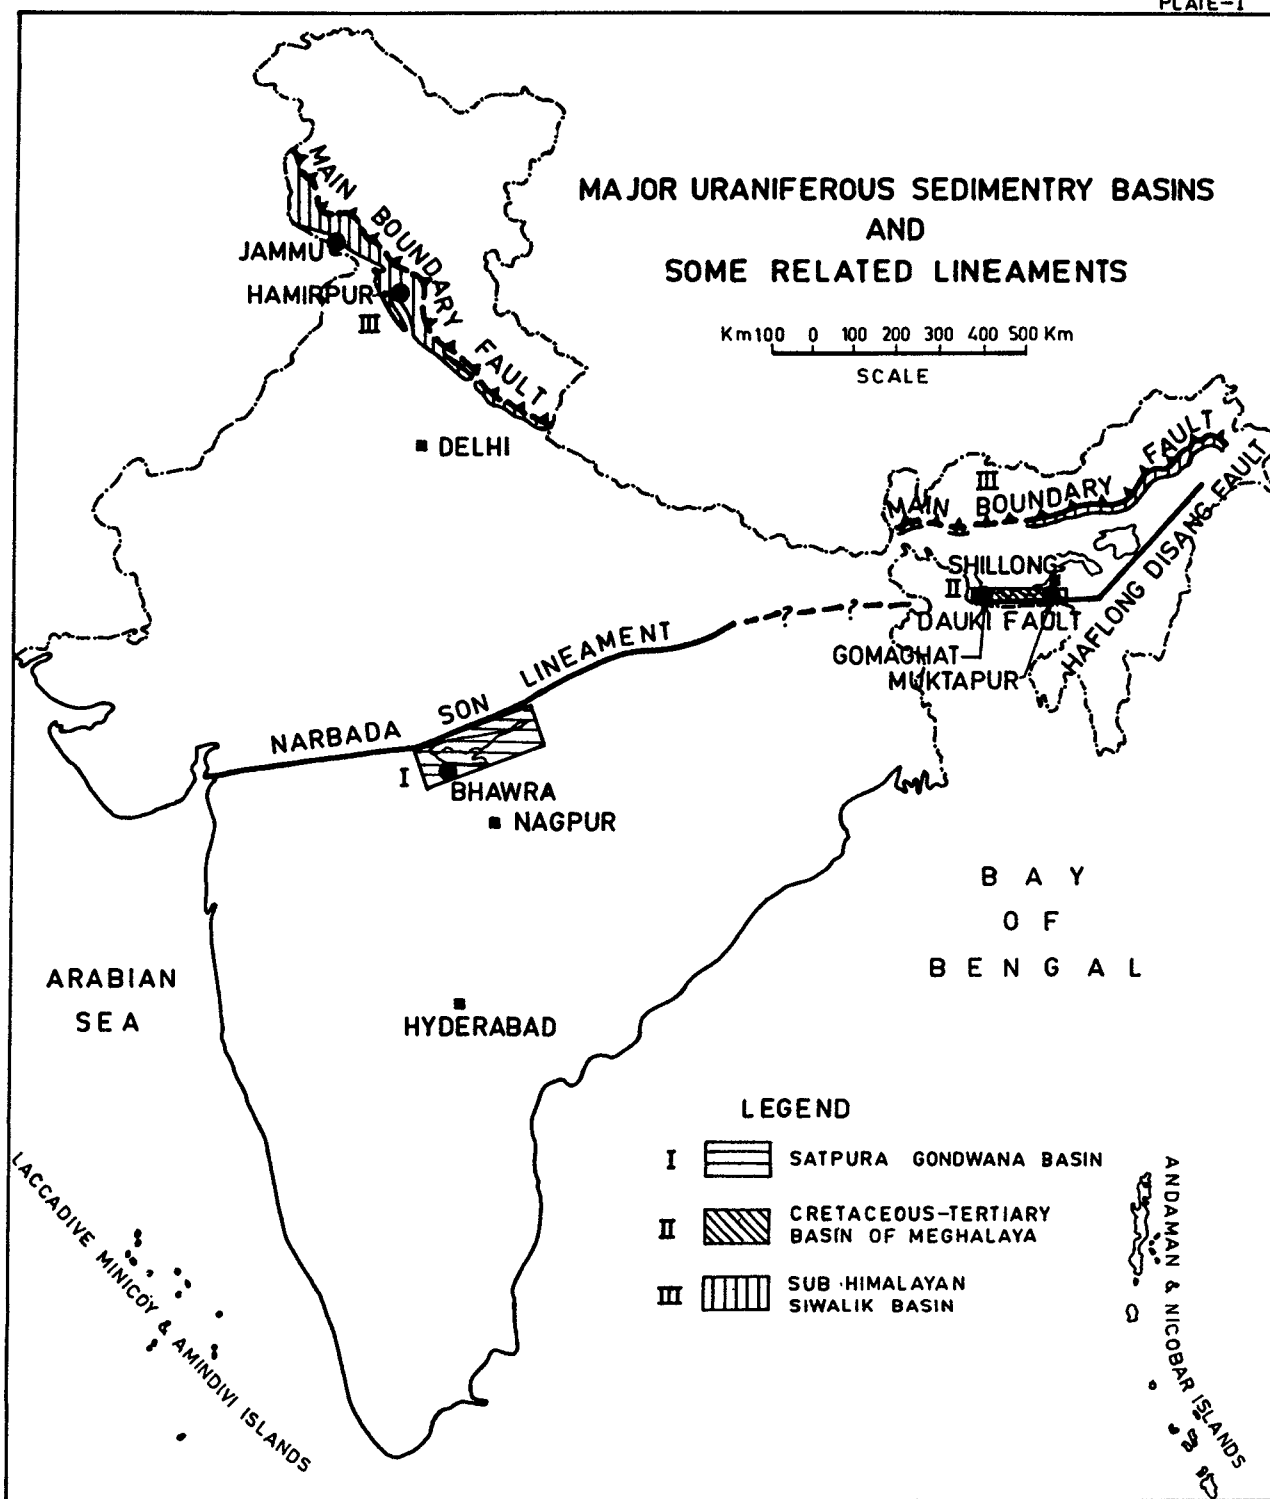 PLATE-I
MAJOR URANIFEROUS SEDIMENTRY BASINS
AND
SOME RELATED LINEAMENTS
Km100 0 100 200 300 400 500 Km
SCALE
MAIN BOUNDARY FAULT
JAMMU
HAMIRPUR
III
DELHI
III
MAIN BOUNDARY FAULT
HAFLONG DISANG FAULT
SHILLONG
II
DAUKI FAULT
GOMAGHAT
MUKTAPUR
NARBADA SON LINEAMENT ? ?
I
BHAWRA
NAGPUR
BAY
OF
BENGAL
ARABIAN
SEA
HYDERABAD
LEGEND
I SATPURA GONDWANA BASIN
II CRETACEOUS-TERTIARY
BASIN OF MEGHALAYA
III SUB-HIMALAYAN
SIWALIK BASIN
LACCADIVE MINICOY & AMINDIVI ISLANDS
ANDAMAN & NICOBAR ISLANDS